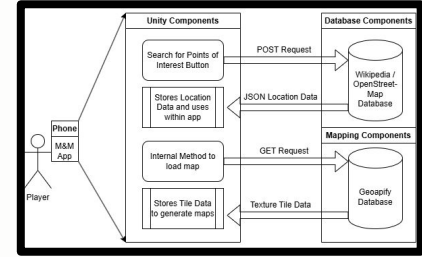 Unity Components
Database Components
Search for Points of
Interest Button
POST Request
Wikipedia /
OpenStreet-
Map
Database
Stores Location
Data and uses
within app
JSON Location Data
Phone
M&M
App
Player
Mapping Components
Internal Method to
load map
GET Request
Geoapify
Database
Stores Tile Data
to generate maps
Texture Tile Data